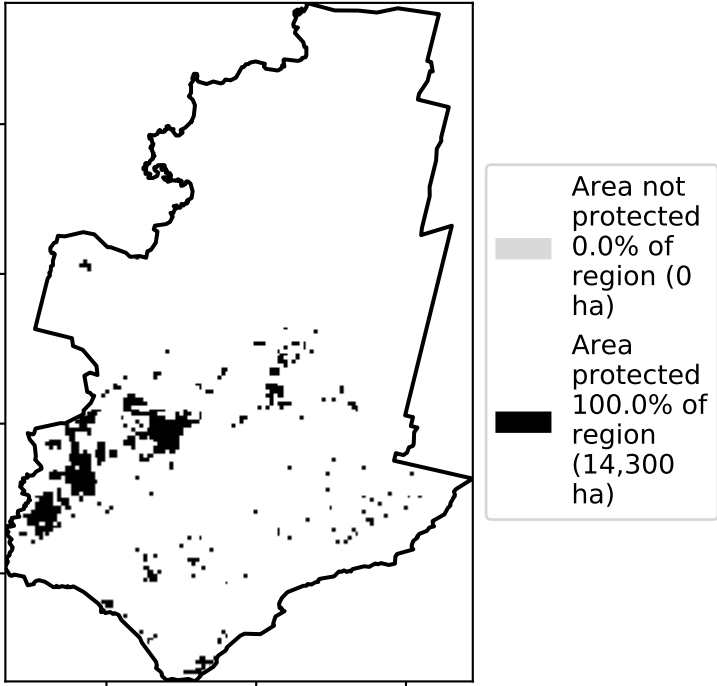 Area not
protected
0.0% of
region (0
ha)
Area
protected
100.0% of
region
(14,300
ha)